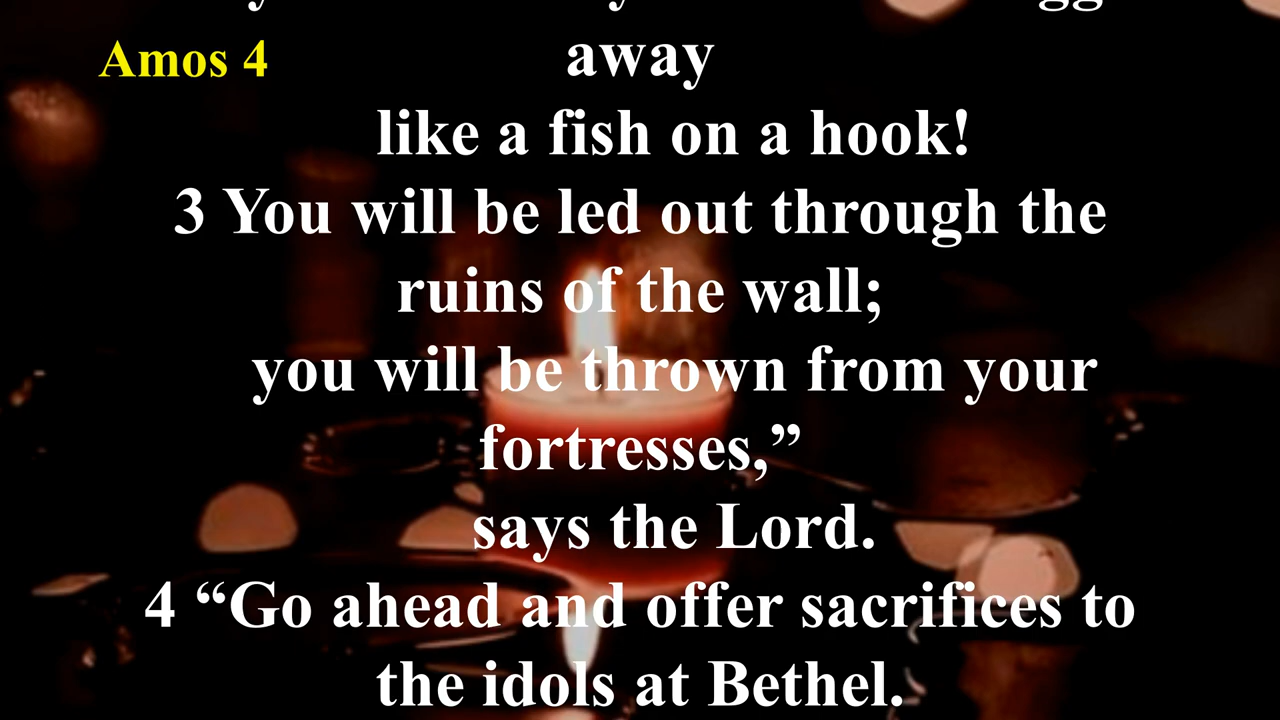 Amos 4
away
like a fish on a hook!
3 You will be led out through the
ruins of the wall;
you will be thrown from your
fortresses,”
says the Lord.
4 “Go ahead and offer sacrifices to
the idols at Bethel.